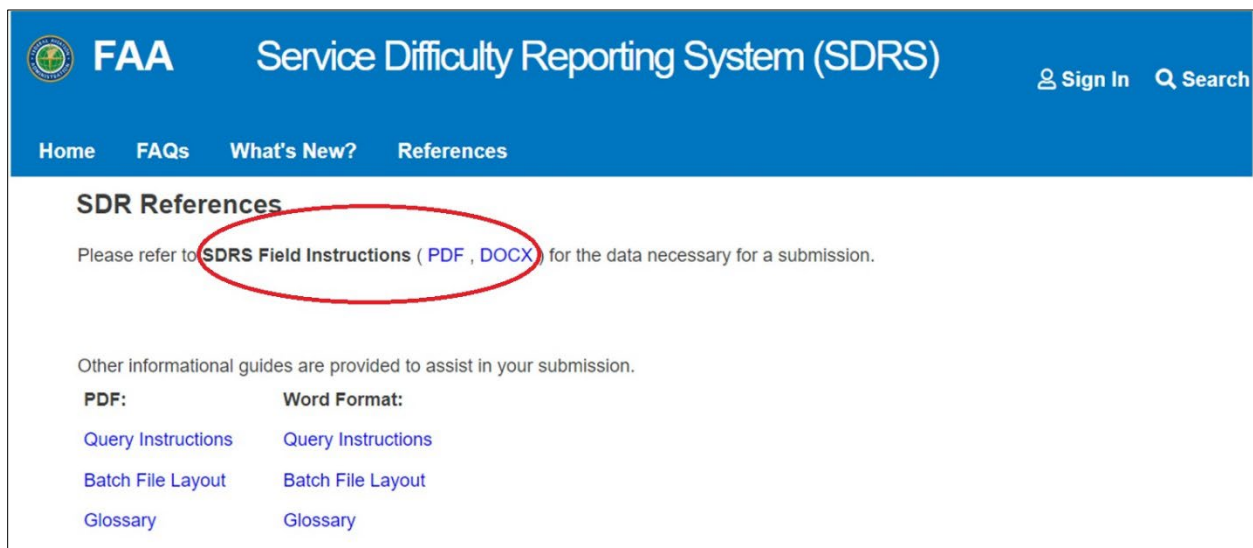 FAA Service Difficulty Reporting System (SDRS)
Sign In Search
Home FAQs What's New? References
SDR References
Please refer to SDRS Field Instructions ( PDF , DOCX ) for the data necessary for a submission.
Other informational guides are provided to assist in your submission.
PDF: Word Format:
Query Instructions Query Instructions
Batch File Layout Batch File Layout
Glossary Glossary